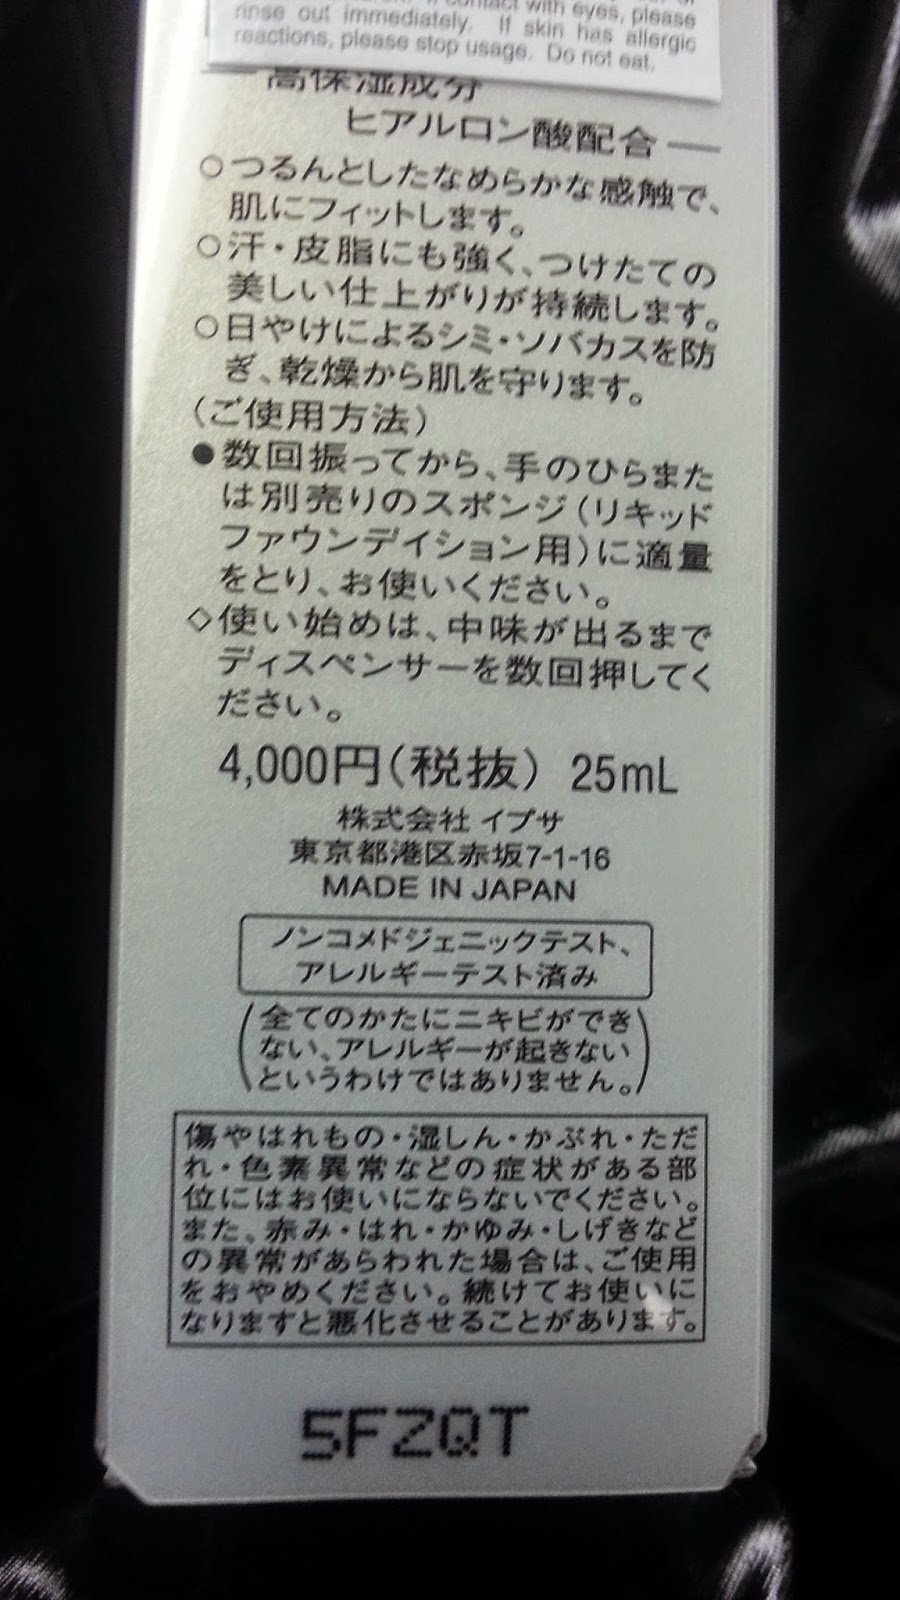 contact with eyes, please
rinse out immediately. If skin has allergic
reactions, please stop usage. Do not eat.
高保湿成分
ヒアルロン酸配合 —
○つるんとしたなめらかな感触で、
肌にフィットします。
○汗・皮脂にも強く、つけたての
美しい仕上がりが持続します。
○日やけによるシミ・ソバカスを防
ぎ、乾燥から肌を守ります。
（ご使用方法）
●数回振ってから、手のひらまた
は別売りのスポンジ（リキッド
ファウンデイション用）に適量
をとり、お使いください。
◇使い始めは、中味が出るまで
ディスペンサーを数回押してく
ださい。
4,000円（税抜） 25mL
株式会社 イプサ
東京都港区赤坂7-1-16
MADE IN JAPAN
ノンコメドジェニックテスト、
アレルギーテスト済み
（全てのかたにニキビができ
ない、アレルギーが起きない
というわけではありません。）
傷やはれもの・湿しん・かぶれ・ただ
れ・色素異常などの症状がある部
位にはお使いにならないでください。
また、赤み・はれ・かゆみ・しげきなど
の異常があらわれた場合は、ご使用
をおやめください。続けてお使いに
なりますと悪化させることがあります。
5FZQT